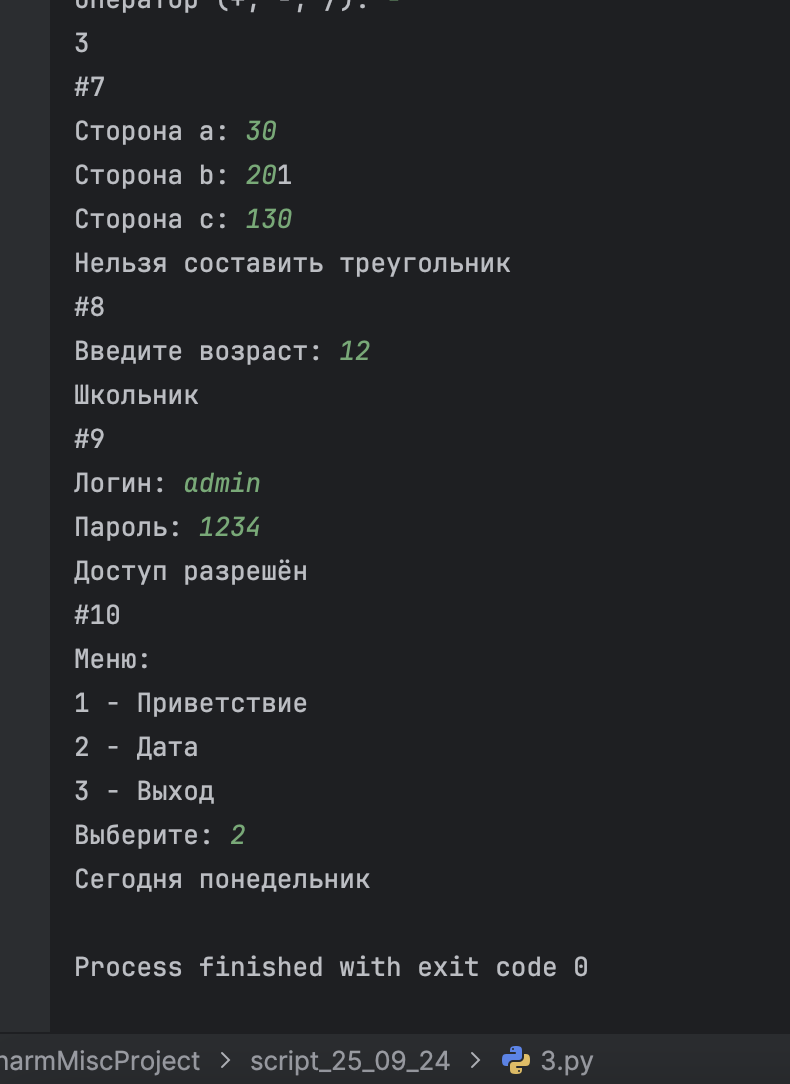 оператор (+, -, /): -
3
#7
Сторона a: 30
Сторона b: 201
Сторона c: 130
Нельзя составить треугольник
#8
Введите возраст: 12
Школьник
#9
Логин: admin
Пароль: 1234
Доступ разрешён
#10
Меню:
1 - Приветствие
2 - Дата
3 - Выход
Выберите: 2
Сегодня понедельник
Process finished with exit code 0
harmMiscProject > script_25_09_24 > 3.py